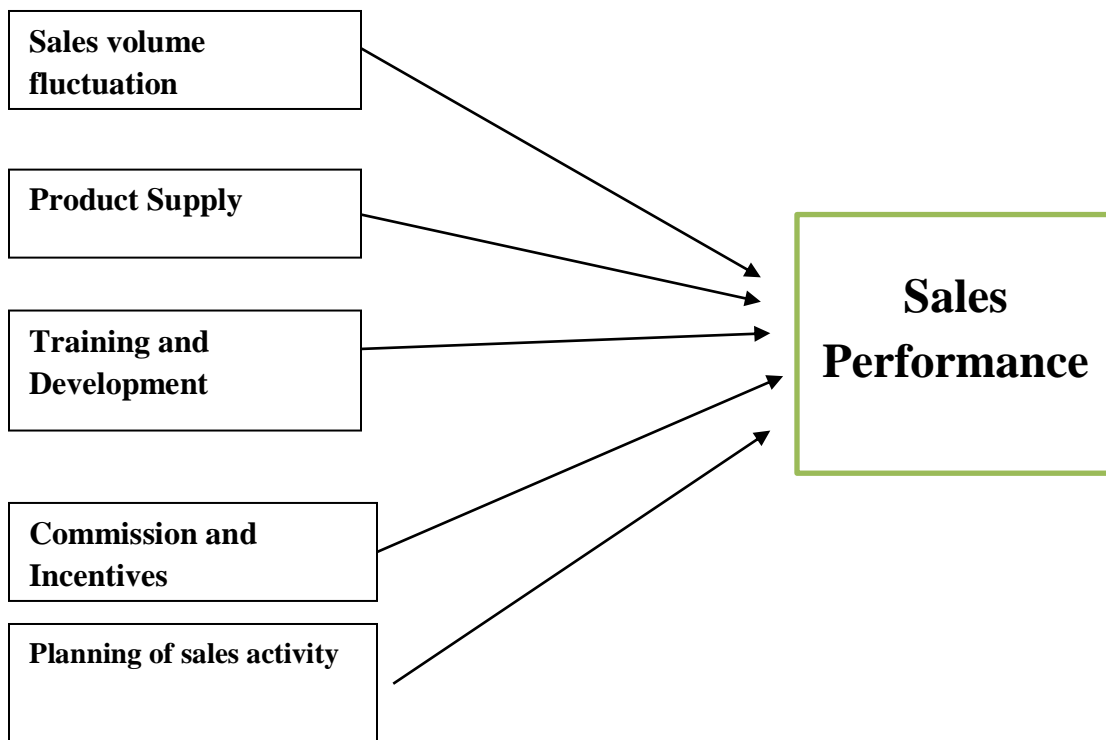 Sales volume
fluctuation
Product Supply
Training and
Development
Commission and
Incentives
Planning of sales activity
Sales
Performance